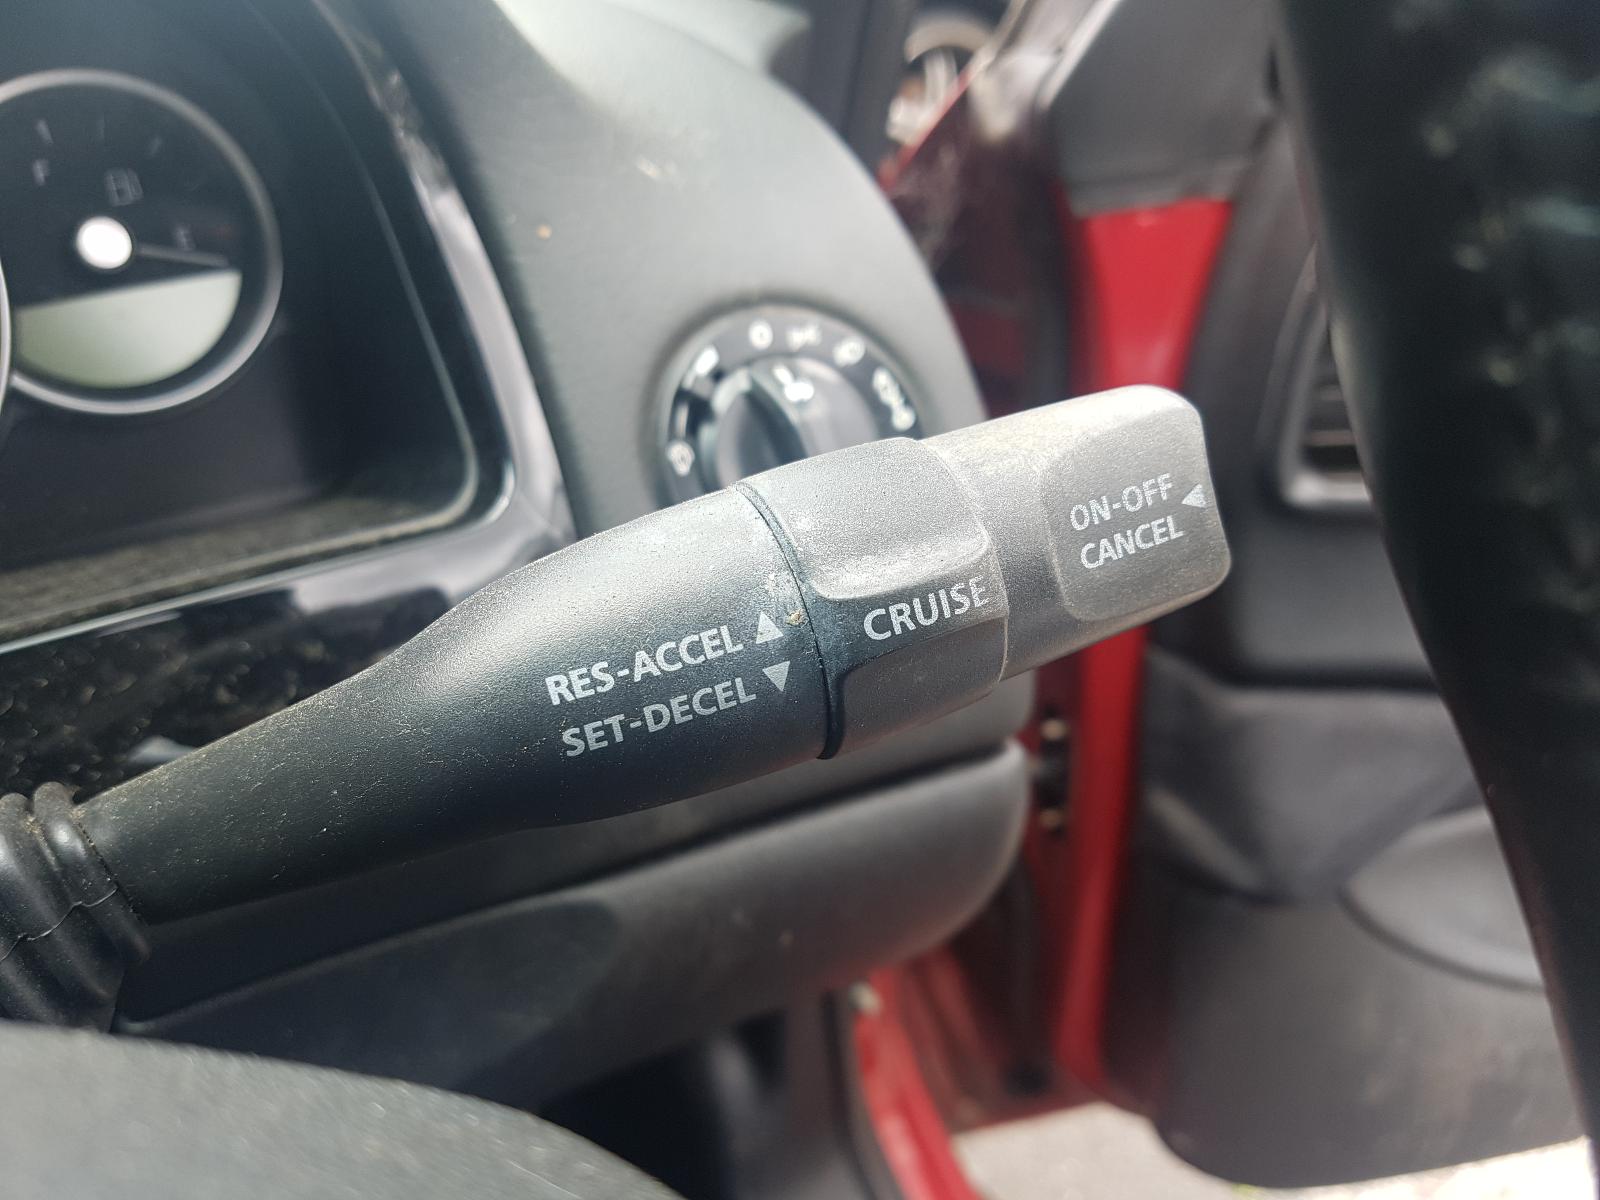 F
E
RES-ACCEL ▲
SET-DECEL ▼
CRUISE
ON-OFF ◀
CANCEL